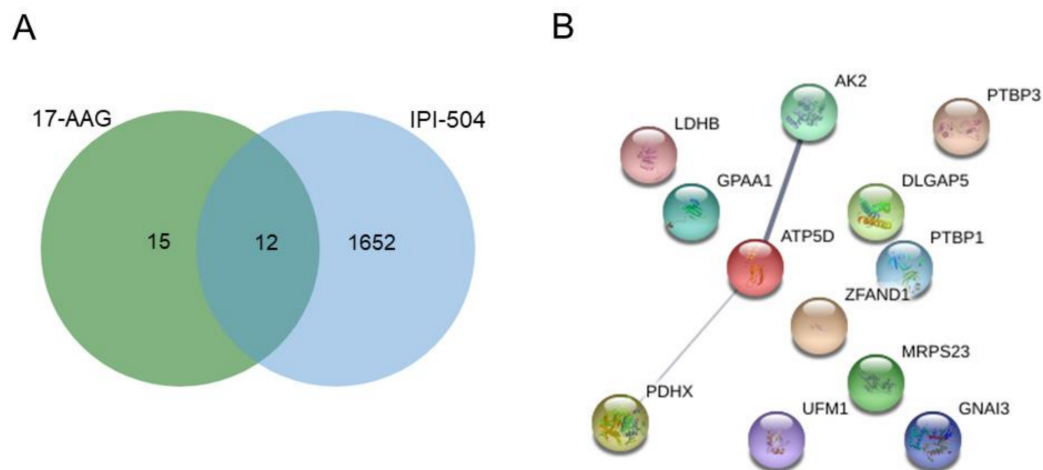 A
B
17-AAG
IPI-504
15
12
1652
AK2
PTBP3
LDHB
GPAA1
DLGAP5
ATP5D
PTBP1
ZFAND1
MRPS23
PDHX
UFM1
GNAI3